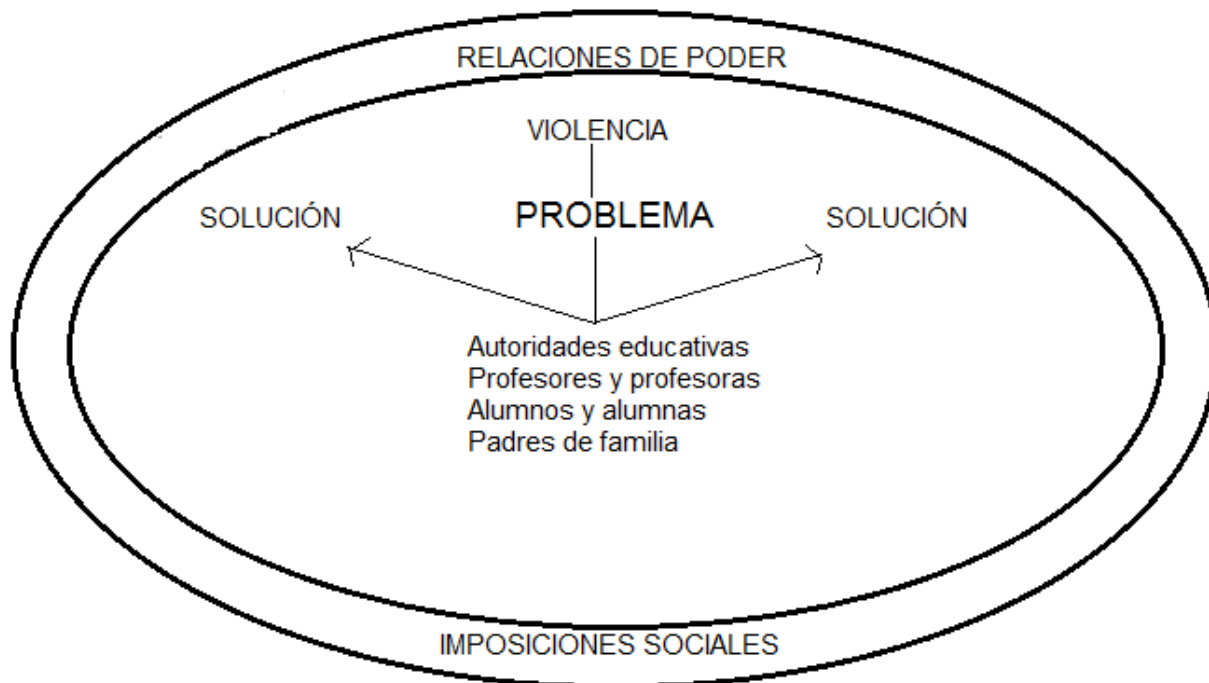 RELACIONES DE PODER
VIOLENCIA
SOLUCIÓN
PROBLEMA
SOLUCIÓN
Autoridades educativas
Profesores y profesoras
Alumnos y alumnas
Padres de familia
IMPOSICIONES SOCIALES